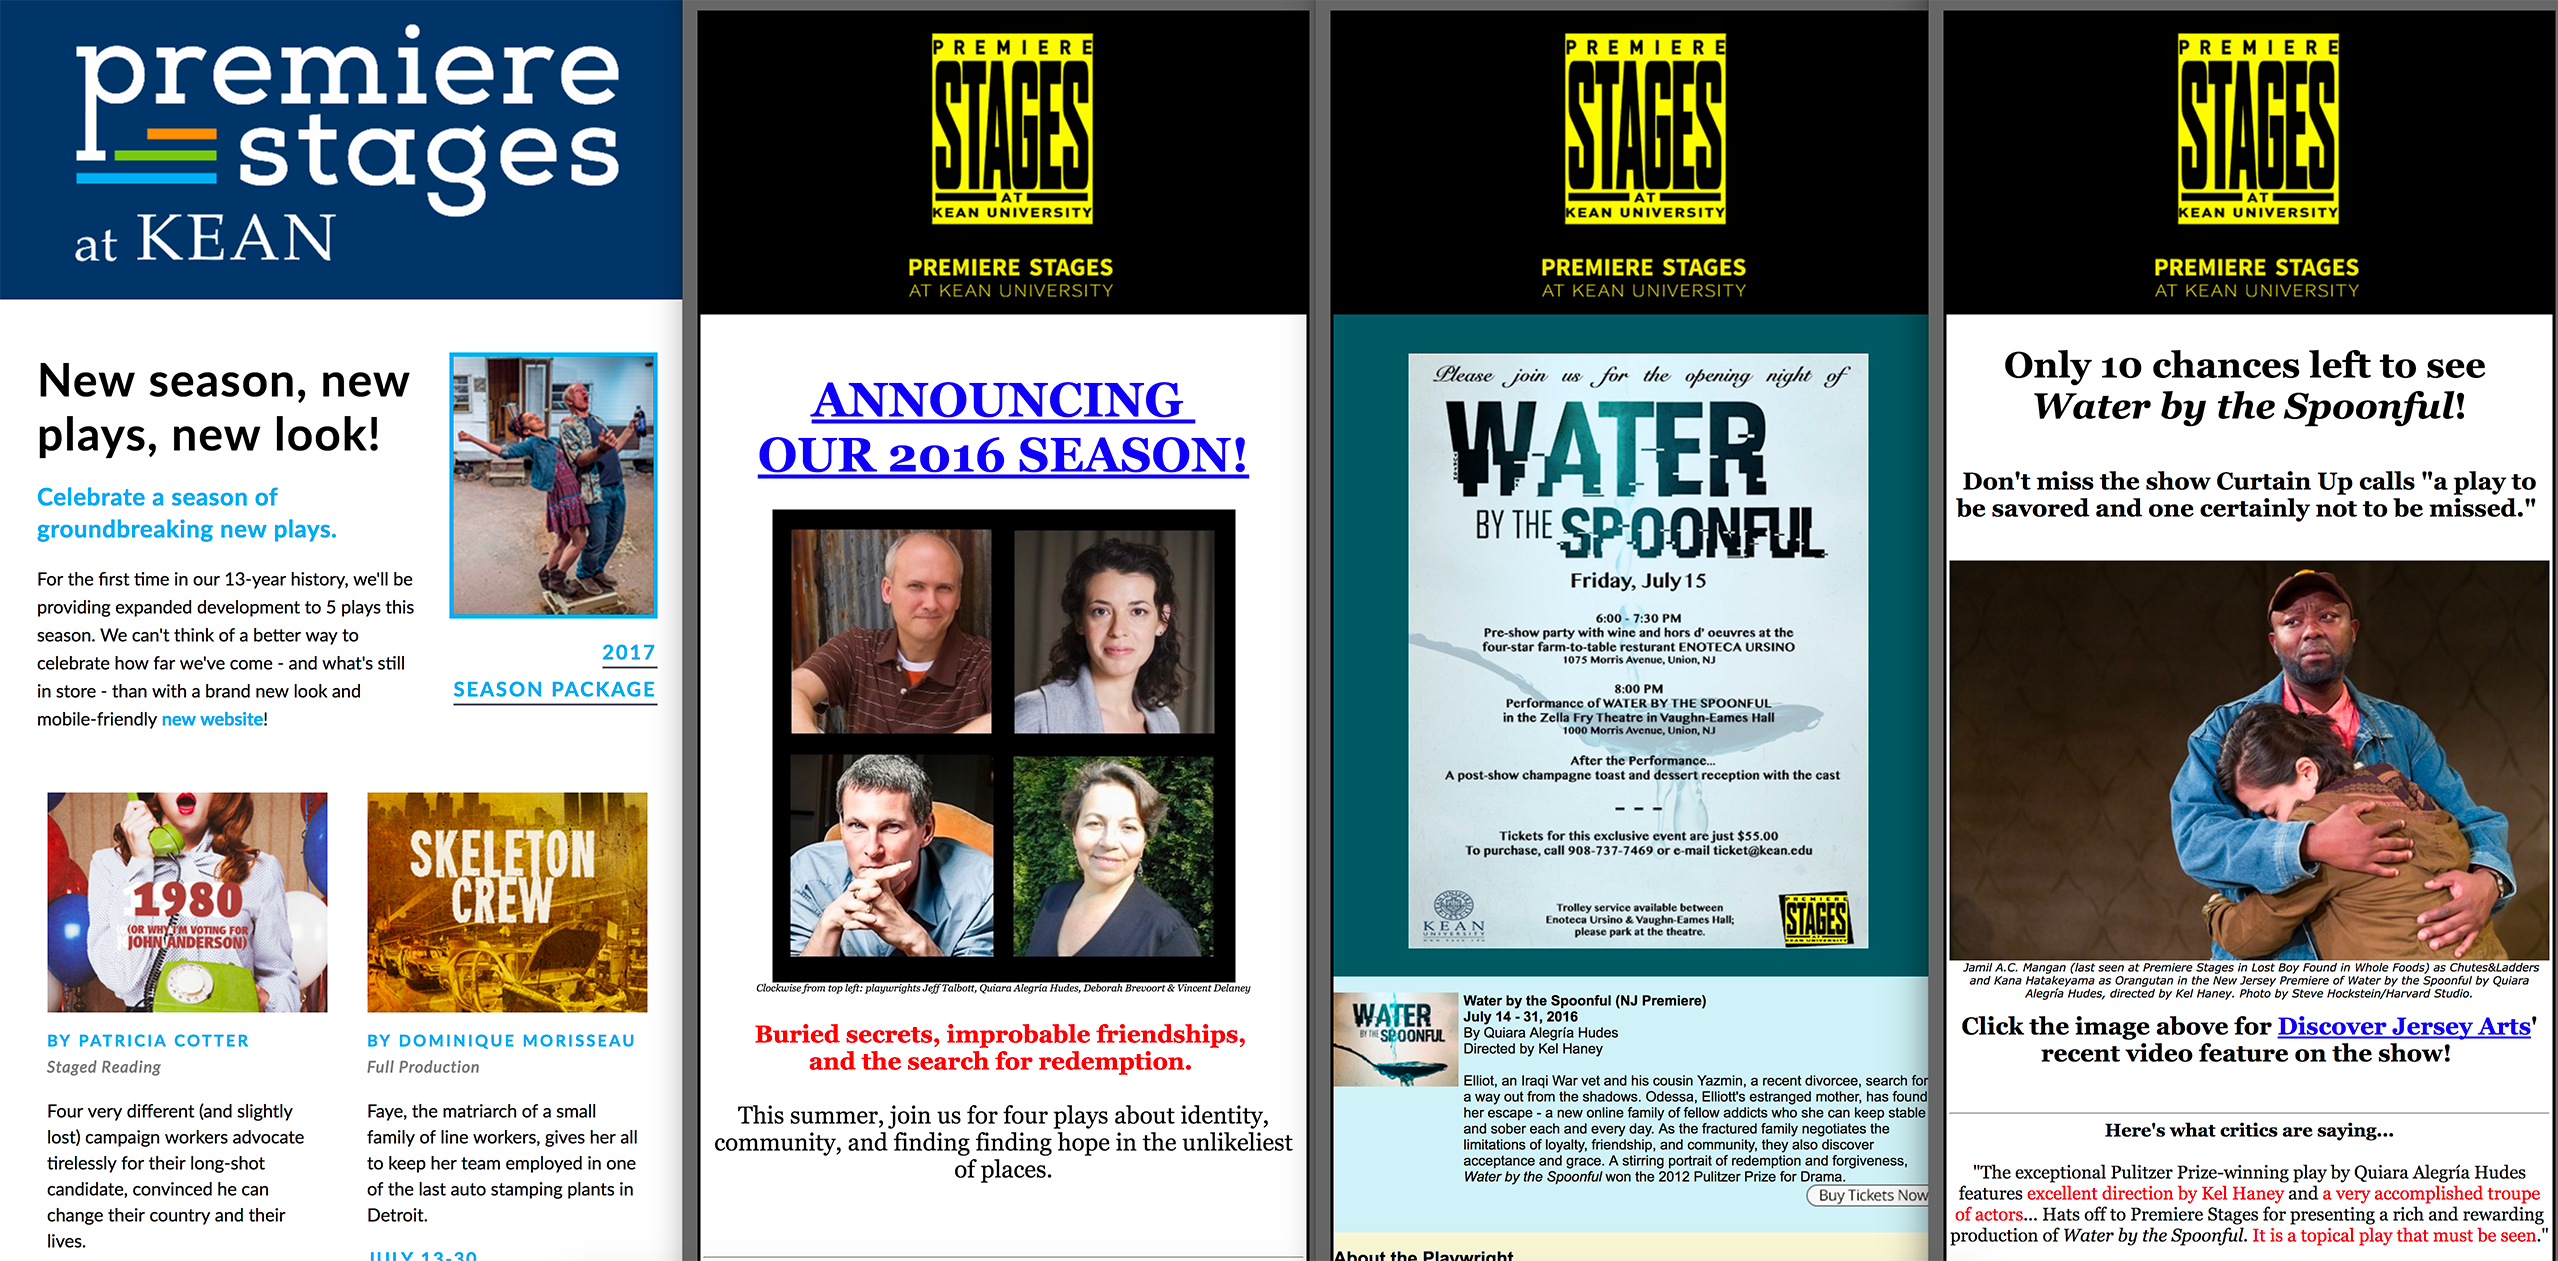 premiere
stages
at KEAN
New season, new
plays, new look!
Celebrate a season of
groundbreaking new plays.
For the first time in our 13-year history, we'll be
providing expanded development to 5 plays this
season. We can't think of a better way to
celebrate how far we've come - and what's still
in store - than with a brand new look and
mobile-friendly new website!
2017
SEASON PACKAGE
1980
(OR WHY I'M VOTING FOR
JOHN ANDERSON)
BY PATRICIA COTTER
Staged Reading
Four very different (and slightly
lost) campaign workers advocate
tirelessly for their long-shot
candidate, convinced he can
change their country and their
lives.
SKELETON
CREW
BY DOMINIQUE MORISSEAU
Full Production
Faye, the matriarch of a small
family of line workers, gives her all
to keep her team employed in one
of the last auto stamping plants in
Detroit.
JULY 13-30
PREMIERE
STAGES
AT
KEAN UNIVERSITY
PREMIERE STAGES
AT KEAN UNIVERSITY
ANNOUNCING
OUR 2016 SEASON!
Clockwise from top left: playwrights Jeff Talbott, Quiara Alegría Hudes, Deborah Brevoort & Vincent Delaney
Buried secrets, improbable friendships,
and the search for redemption.
This summer, join us for four plays about identity,
community, and finding finding hope in the unlikeliest
of places.
PREMIERE
STAGES
AT
KEAN UNIVERSITY
PREMIERE STAGES
AT KEAN UNIVERSITY
Please join us for the opening night of
WATER
BY THE SPOONFUL
Friday, July 15
6:00 - 7:30 PM
Pre-show party with wine and hors d' oeuvres at the
four-star farm-to-table resturant ENOTECA URSINO
1075 Morris Avenue, Union, NJ
8:00 PM
Performance of WATER BY THE SPOONFUL
in the Zella Fry Theatre in Vaughn-Eames Hall
1000 Morris Avenue, Union, NJ
After the Performance...
A post-show champagne toast and dessert reception with the cast
- - -
Tickets for this exclusive event are just $55.00
To purchase, call 908-737-7469 or e-mail ticket@kean.edu
Trolley service available between
Enoteca Ursino & Vaughn-Eames Hall;
please park at the theatre.
KEAN
UNIVERSITY
www.kean.edu
PREMIERE
STAGES
AT
KEAN UNIVERSITY
WATER
BY THE SPOONFUL
Water by the Spoonful (NJ Premiere)
July 14 - 31, 2016
By Quiara Alegría Hudes
Directed by Kel Haney
Elliot, an Iraqi War vet and his cousin Yazmin, a recent divorcee, search for
a way out from the shadows. Odessa, Elliott's estranged mother, has found
her escape - a new online family of fellow addicts who she can keep stable
and sober each and every day. As the fractured family negotiates the
limitations of loyalty, friendship, and community, they also discover
acceptance and grace. A stirring portrait of redemption and forgiveness,
Water by the Spoonful won the 2012 Pulitzer Prize for Drama.
Buy Tickets Now
About the Playwright
PREMIERE
STAGES
AT
KEAN UNIVERSITY
PREMIERE STAGES
AT KEAN UNIVERSITY
Only 10 chances left to see
Water by the Spoonful!
Don't miss the show Curtain Up calls "a play to
be savored and one certainly not to be missed."
Jamil A.C. Mangan (last seen at Premiere Stages in Lost Boy Found in Whole Foods) as Chutes&Ladders
and Kana Hatakeyama as Orangutan in the New Jersey Premiere of Water by the Spoonful by Quiara
Alegría Hudes, directed by Kel Haney. Photo by Steve Hockstein/Harvard Studio.
Click the image above for Discover Jersey Arts'
recent video feature on the show!
Here's what critics are saying...
"The exceptional Pulitzer Prize-winning play by Quiara Alegría Hudes
features excellent direction by Kel Haney and a very accomplished troupe
of actors... Hats off to Premiere Stages for presenting a rich and rewarding
production of Water by the Spoonful. It is a topical play that must be seen."